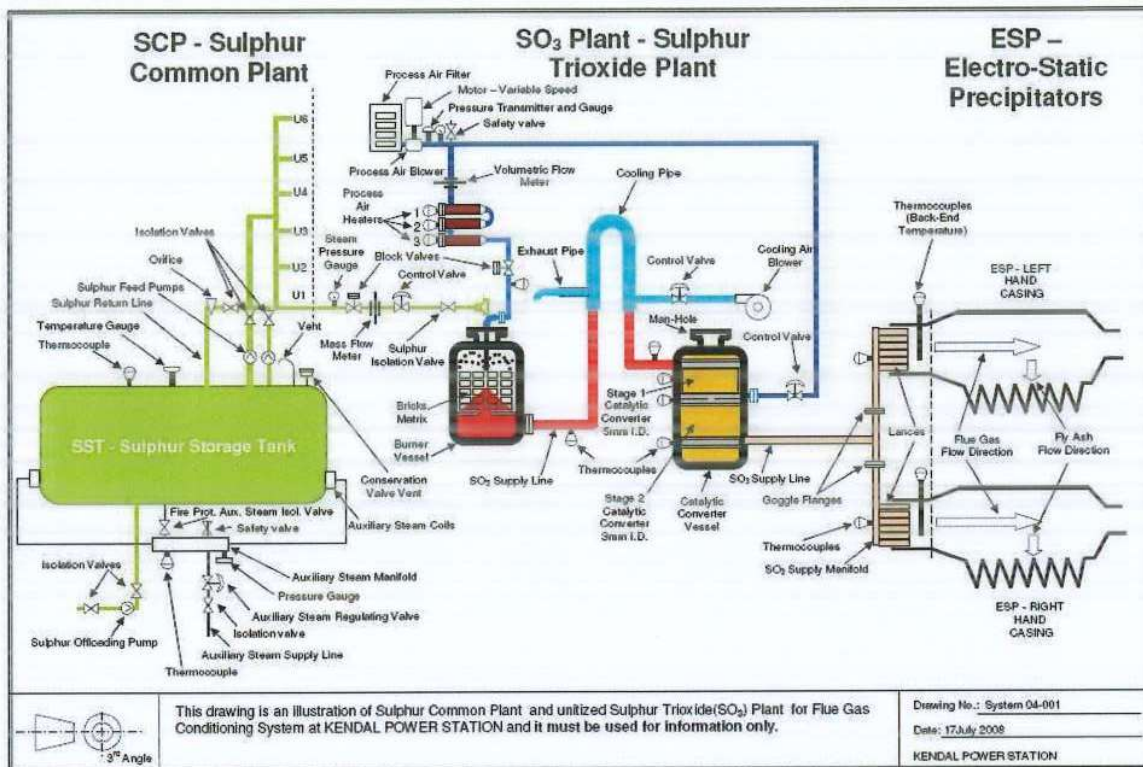 SCP - Sulphur
Common Plant
SO₃ Plant - Sulphur
Trioxide Plant
ESP –
Electro-Static
Precipitators
Process Air Filter
Motor – Variable Speed
Pressure Transmitter and Gauge
Safety valve
U6
U5
U4
U3
U2
U1
Process Air Blower
Volumetric Flow
Meter
Cooling Pipe
Process
Air
Heaters
1
2
3
Thermocouples
(Back-End
Temperature)
Isolation Valves
Orifice
Sulphur Feed Pumps
Sulphur Return Line
Temperature Gauge
Thermocouple
Steam
Pressure
Gauge
Block Valves
Control Valve
Exhaust Pipe
Control Valve
Cooling Air
Blower
ESP - LEFT
HAND
CASING
Veht
Mass Flow
Meter
Sulphur
Isolation Valve
Man-Hole
Control Valve
SST - Sulphur Storage Tank
Bricks
Matrix
Burner
Vessel
Stage 1
Catalytic
Converter
9mm I.D.
Lances
Flue Gas
Flow Direction
Fly Ash
Flow Direction
Conservation
Valve Vent
SO₂ Supply Line
Thermocouples
SO₃ Supply Line
Goggle Flanges
Fire Prot. Aux. Steam Isol. Valve
Safety valve
Auxiliary Steam Coils
Stage 2
Catalytic
Converter
9mm I.D.
Catalytic
Converter
Vessel
Thermocouples
SO₃ Supply Manifold
Isolation Valves
Auxiliary Steam Manifold
Pressure Gauge
Auxiliary Steam Regulating Valve
Isolation valve
Sulphur Offloading Pump
Auxiliary Steam Supply Line
Thermocouple
ESP - RIGHT
HAND
CASING
3rd Angle
This drawing is an illustration of Sulphur Common Plant and unitized Sulphur Trioxide(SO₃) Plant for Flue Gas
Conditioning System at KENDAL POWER STATION and it must be used for information only.
Drawing No.: System 04-001
Date: 17July 2008
KENDAL POWER STATION